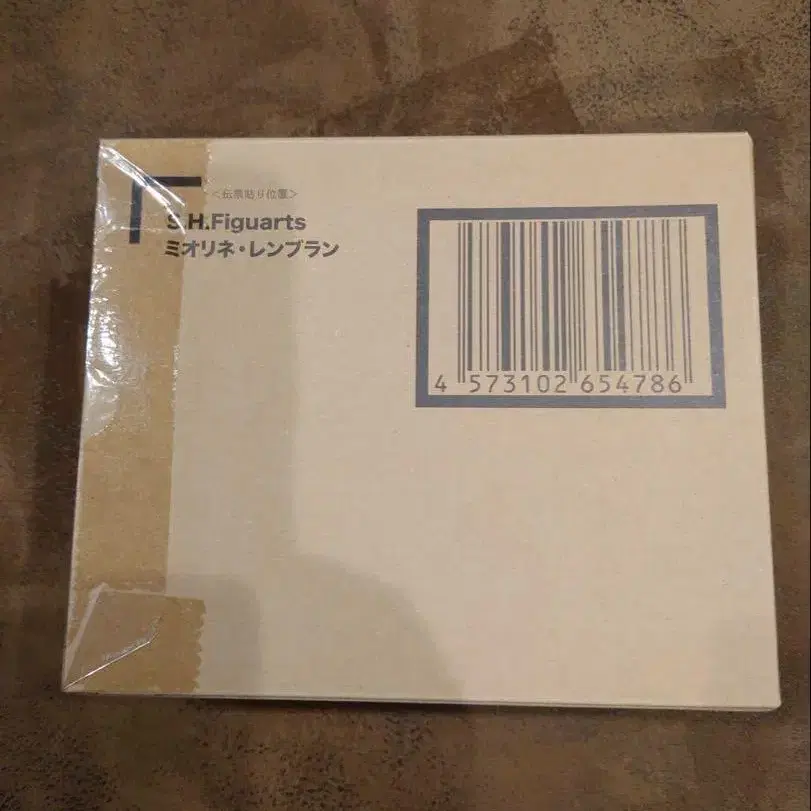 <伝票貼り位置>
S.H.Figuarts
ミオリネ・レンブラン
4 573102 654786